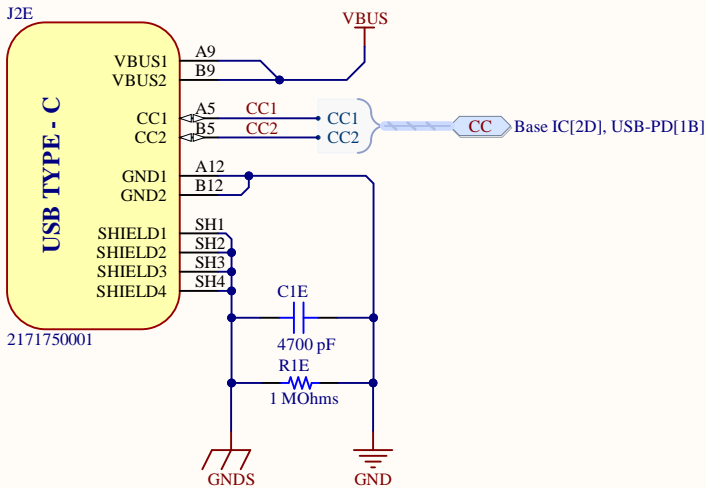 J2E
VBUS
VBUS1 A9
VBUS2 B9
CC1 A5 CC1 CC1
CC Base IC[2D], USB-PD[1B]
CC2 B5 CC2 CC2
GND1 A12
GND2 B12
USB TYPE - C
SHIELD1 SH1
SHIELD2 SH2
SHIELD3 SH3
SHIELD4 SH4
C1E
4700 pF
2171750001
R1E
1 MOhms
GNDS
GND